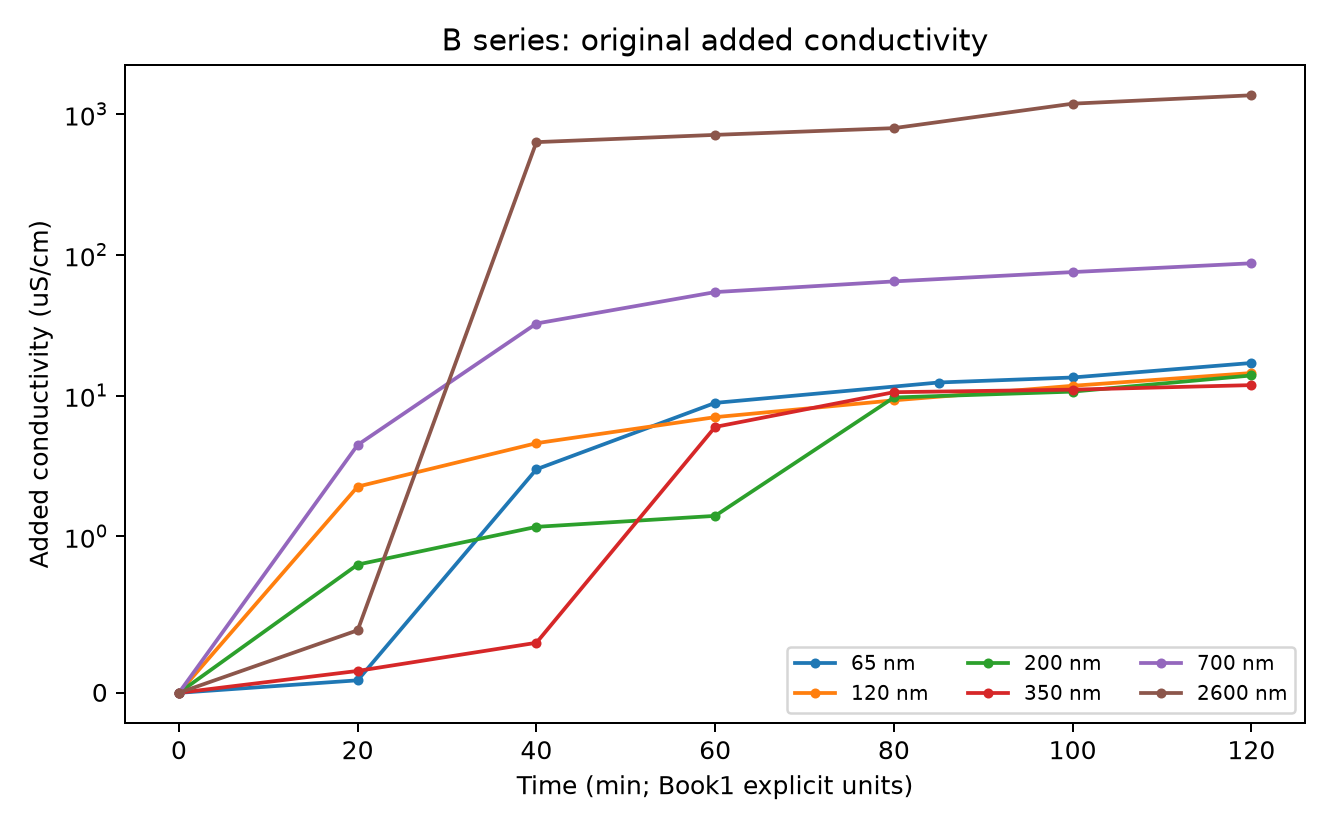 B series: original added conductivity
Added conductivity (uS/cm)
10³
10²
10¹
10⁰
0
0 20 40 60 80 100 120
Time (min; Book1 explicit units)
65 nm 200 nm 700 nm
120 nm 350 nm 2600 nm